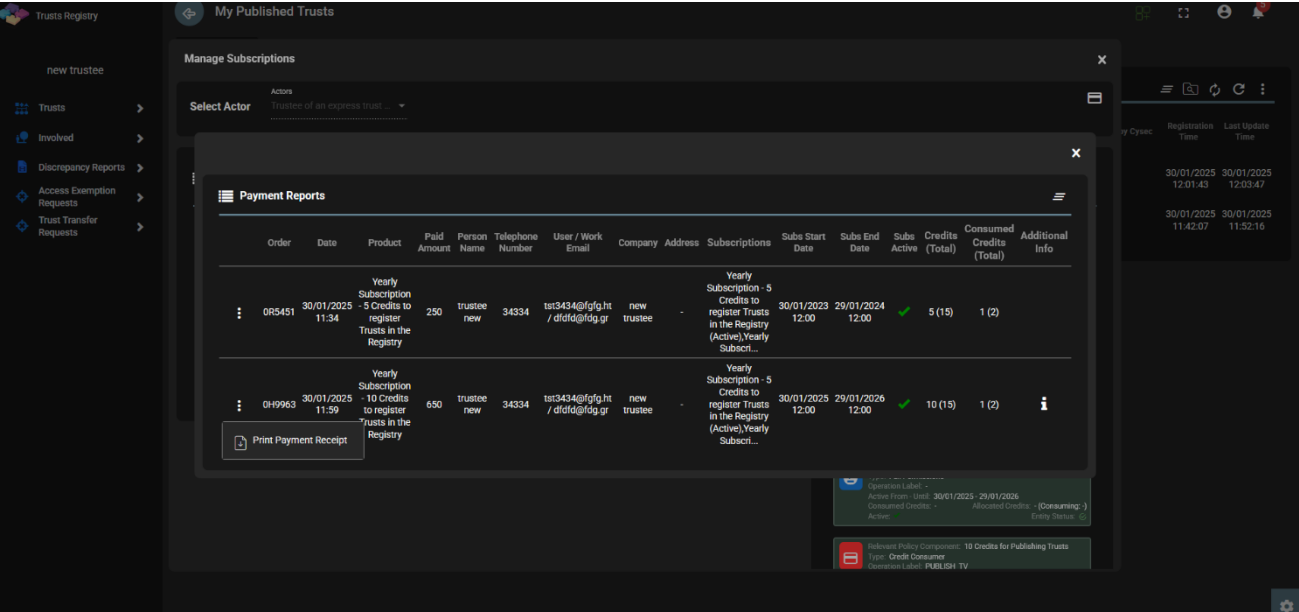 Trusts Registry
My Published Trusts
5
new trustee
Manage Subscriptions
x
Select Actor
Actors
Trustee of an express trust ...
Trusts
Involved
Discrepancy Reports
Access Exemption
Requests
Trust Transfer
Requests
by Cysec
Registration
Time
Last Update
Time
30/01/2025 30/01/2025
12:01:43 12:03:47
30/01/2025 30/01/2025
11:42:07 11:52:16
x
Payment Reports
Order
Date
Product
Paid
Amount
Person
Name
Telephone
Number
User / Work
Email
Company
Address
Subscriptions
Subs Start
Date
Subs End
Date
Subs
Active
Credits
(Total)
Consumed
Credits
(Total)
Additional
Info
0R5451
30/01/2025
11:34
Yearly
Subscription
- 5 Credits to
register
Trusts in the
Registry
250
trustee
new
34334
tst3434@fgfg.ht
/ dfdfd@fdg.gr
new
trustee
-
Yearly
Subscription - 5
Credits to
register Trusts
in the Registry
(Active),Yearly
Subscri...
30/01/2023
12:00
29/01/2024
12:00
5 (15)
1 (2)
0H9963
30/01/2025
11:59
Yearly
Subscription
- 10 Credits
to register
Trusts in the
Registry
650
trustee
new
34334
tst3434@fgfg.ht
/ dfdfd@fdg.gr
new
trustee
-
Yearly
Subscription - 5
Credits to
register Trusts
in the Registry
(Active),Yearly
Subscri...
30/01/2025
12:00
29/01/2026
12:00
10 (15)
1 (2)
Print Payment Receipt
Operation Label: -
Active From - Until: 30/01/2025 - 29/01/2026
Consumed Credits: - Allocated Credits: - (Consuming: -)
Active: Entity Status:
Relevant Policy Component: 10 Credits for Publishing Trusts
Type: Credit Consumer
Operation Label: PUBLISH_TV